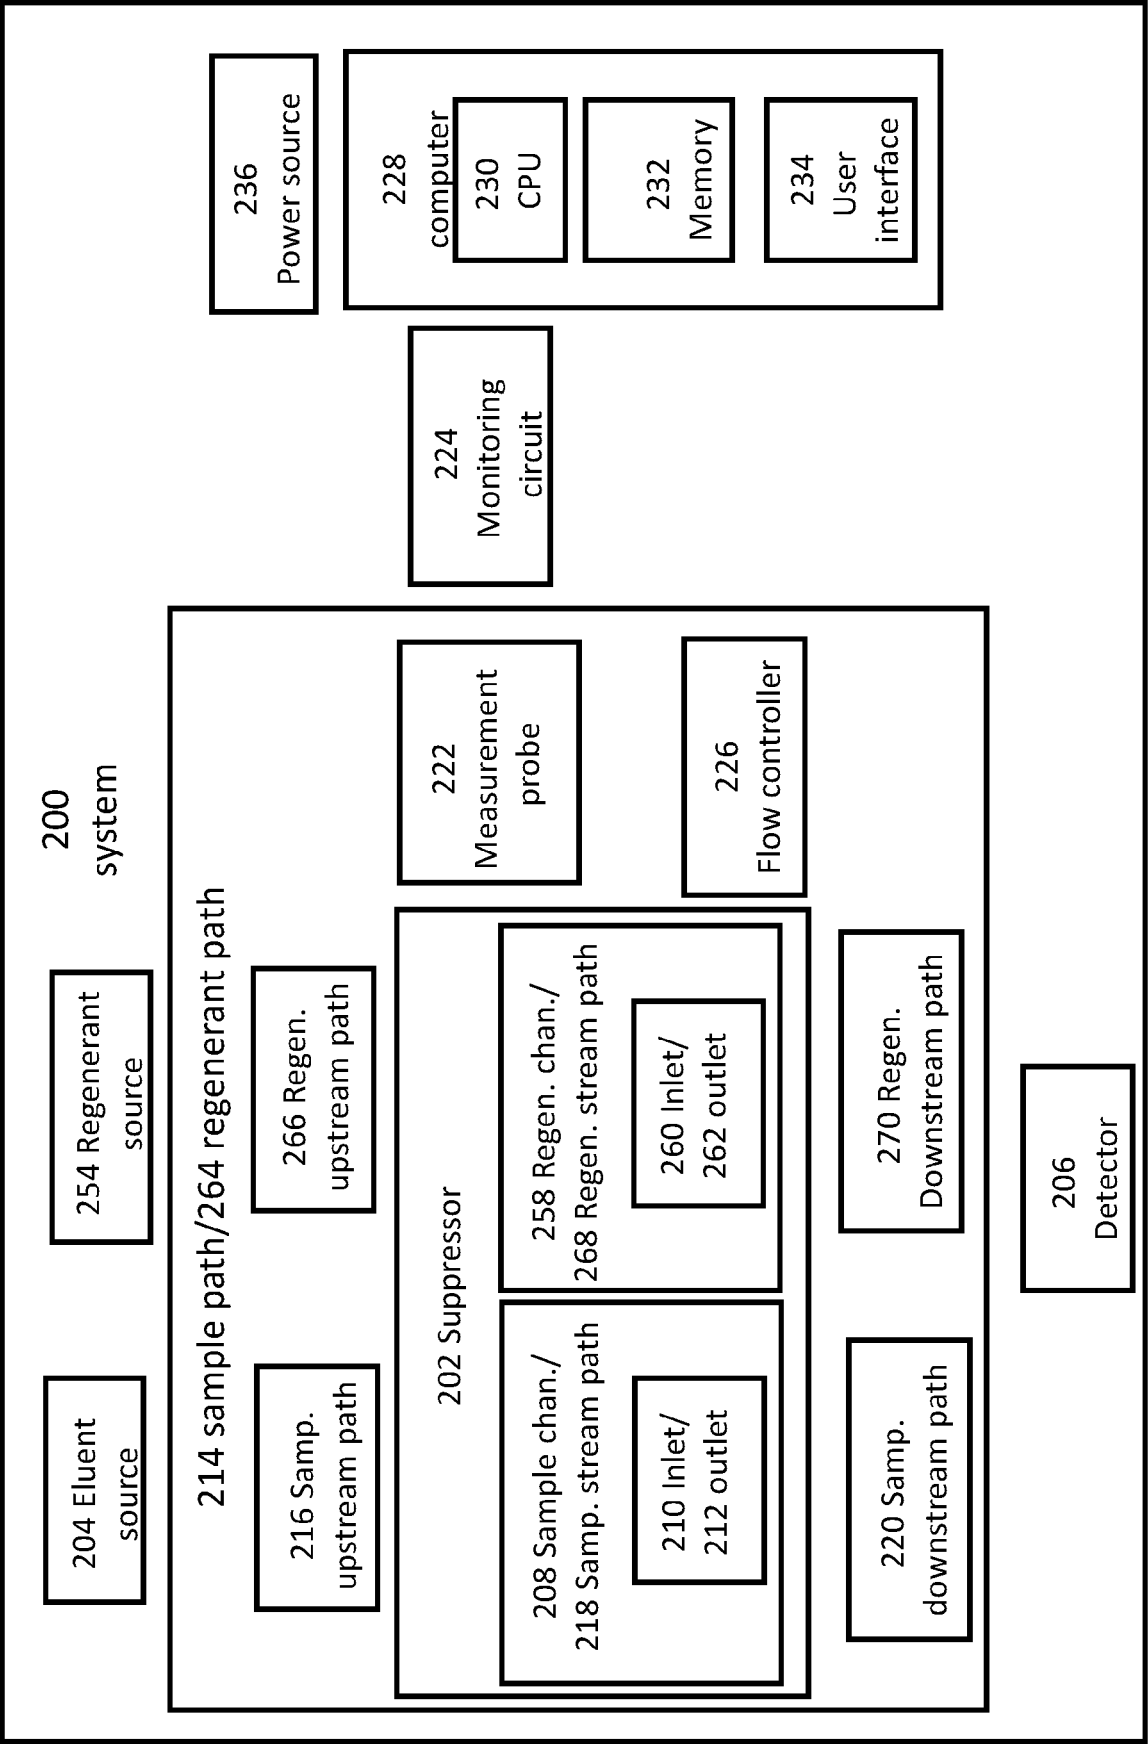 200
system
204 Eluent
source
254 Regenerant
source
214 sample path/264 regenerant path
216 Samp.
upstream path
266 Regen.
upstream path
202 Suppressor
208 Sample chan./
218 Samp. stream path
210 Inlet/
212 outlet
258 Regen. chan./
268 Regen. stream path
260 Inlet/
262 outlet
220 Samp.
downstream path
270 Regen.
Downstream path
222
Measurement
probe
226
Flow controller
206
Detector
224
Monitoring
circuit
236
Power source
228
computer
230
CPU
232
Memory
234
User
interface